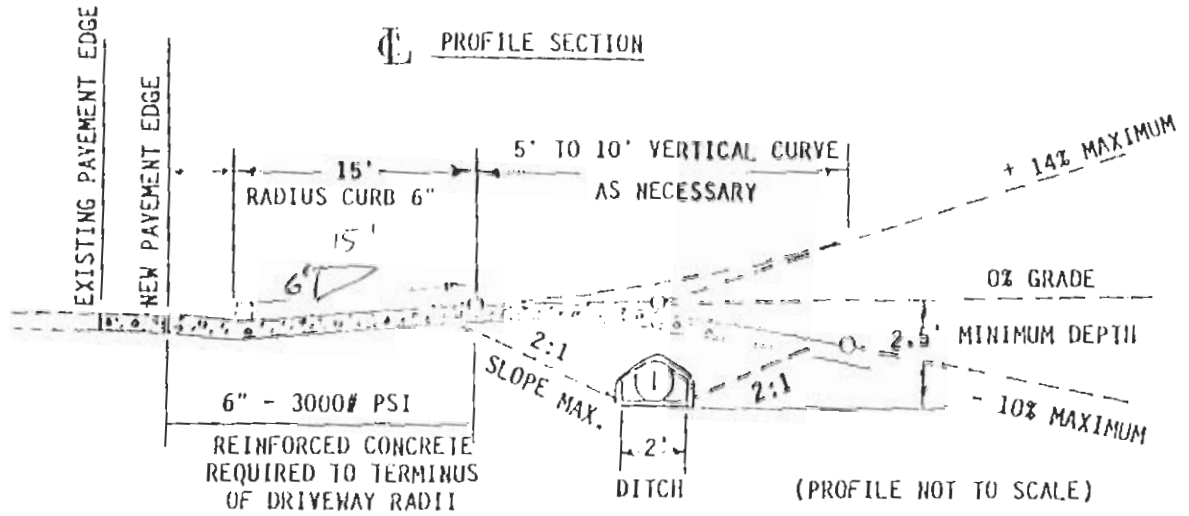 ℄ PROFILE SECTION
EXISTING PAVEMENT EDGE
NEW PAVEMENT EDGE
15'
RADIUS CURB 6"
5' TO 10' VERTICAL CURVE
AS NECESSARY
+ 14% MAXIMUM
15'
6"
0% GRADE
2.5' MINIMUM DEPTH
2:1
SLOPE MAX.
2:1
- 10% MAXIMUM
6" - 3000# PSI
REINFORCED CONCRETE
REQUIRED TO TERMINUS
OF DRIVEWAY RADII
2'
DITCH
(PROFILE NOT TO SCALE)